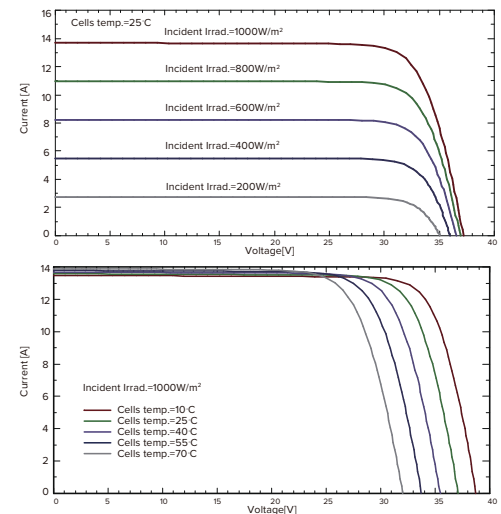 16
14
12
10
8
6
4
2
0
Current [A]
Cells temp.=25°C
Incident Irrad.=1000W/m²
Incident Irrad.=800W/m²
Incident Irrad.=600W/m²
Incident Irrad.=400W/m²
Incident Irrad.=200W/m²
0 5 10 15 20 25 30 35 40
Voltage[V]
14
12
10
8
6
4
2
0
Current [A]
Incident Irrad.=1000W/m²
Cells temp.=10°C
Cells temp.=25°C
Cells temp.=40°C
Cells temp.=55°C
Cells temp.=70°C
0 5 10 15 20 25 30 35 40
Voltage[V]